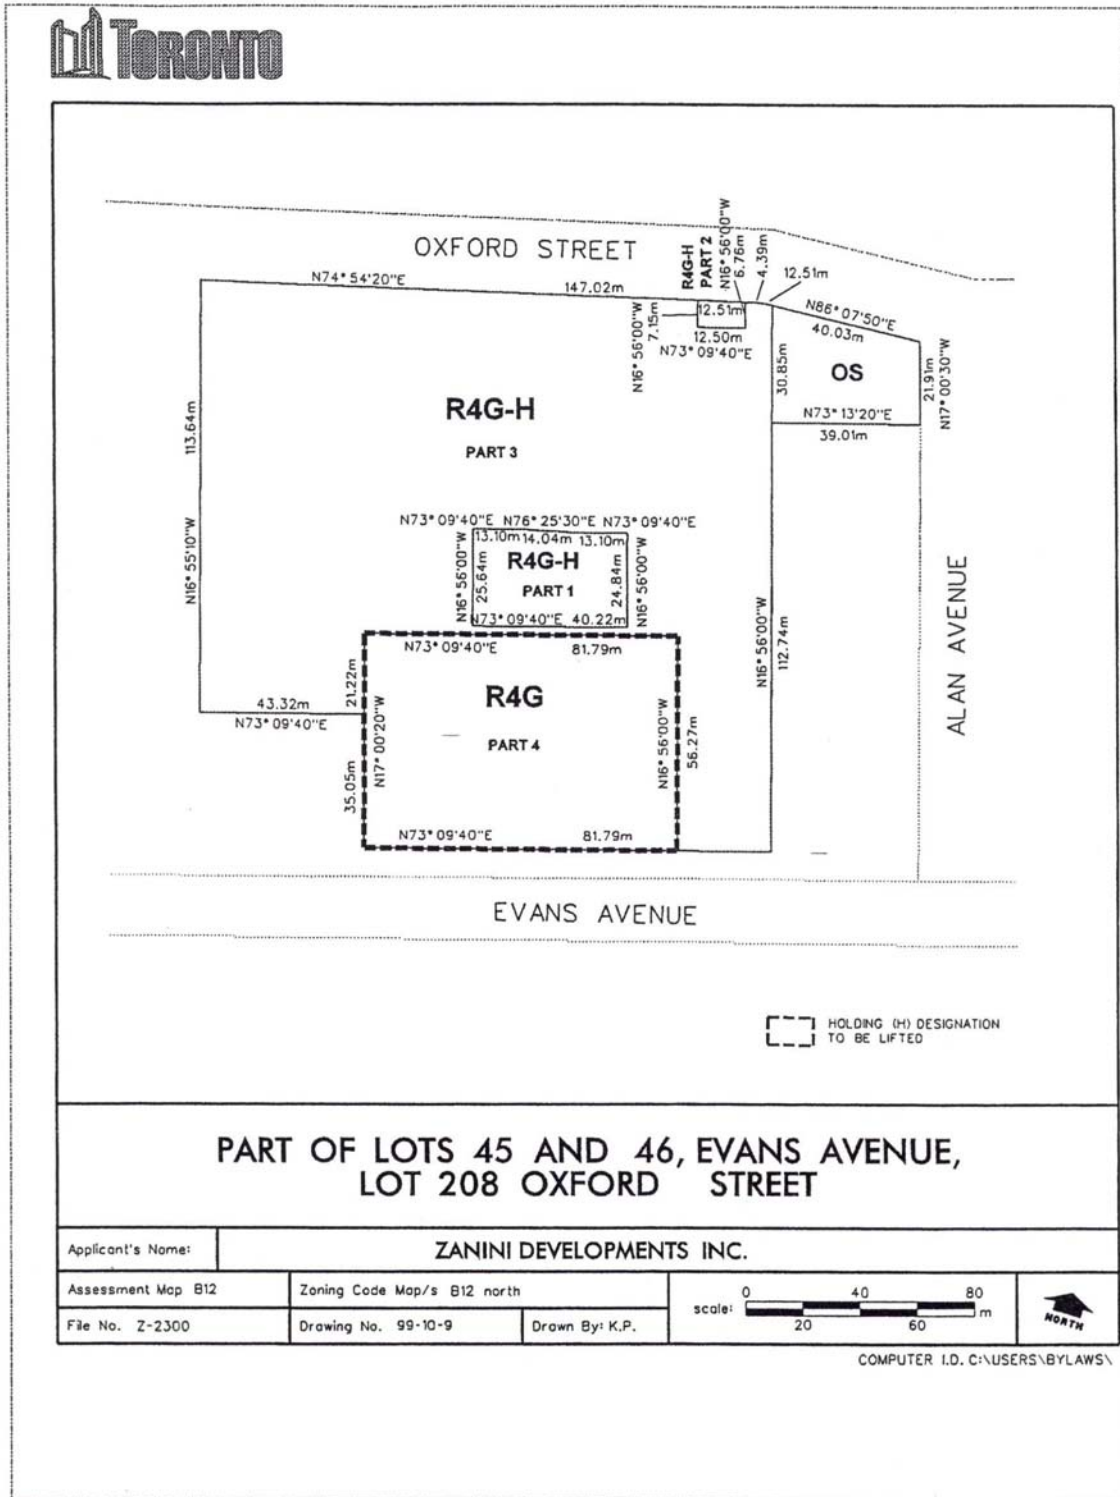 TORONTO
OXFORD STREET
R4G-H
PART 2
N16° 56'00"W
6.76m
4.39m
12.51m
N74° 54'20"E
147.02m
12.51m
N86° 07'50"E
40.03m
N16° 56'00"W
7.15m
12.50m
N73° 09'40"E
30.85m
OS
21.91m
N17° 00'30"W
N73° 13'20"E
39.01m
113.64m
N16° 55'10"W
R4G-H
PART 3
N73° 09'40"E N76° 25'30"E N73° 09'40"E
13.10m 14.04m 13.10m
N16° 56'00"W
25.64m
R4G-H
PART 1
24.84m
N16° 56'00"W
N73° 09'40"E 40.22m
N73° 09'40"E 81.79m
N16° 56'00"W
112.74m
ALAN AVENUE
43.32m
N73° 09'40"E
21.22m
N17° 00'20"W
35.05m
R4G
PART 4
N16° 56'00"W
56.27m
N73° 09'40"E 81.79m
EVANS AVENUE
HOLDING (H) DESIGNATION
TO BE LIFTED
PART OF LOTS 45 AND 46, EVANS AVENUE,
LOT 208 OXFORD STREET
Applicant's Name: ZANINI DEVELOPMENTS INC.
Assessment Map B12
Zoning Code Map/s B12 north
File No. Z-2300
Drawing No. 99-10-9
Drawn By: K.P.
scale:
0 40 80
m
20 60
NORTH
COMPUTER I.D. C:\USERS\BYLAWS\